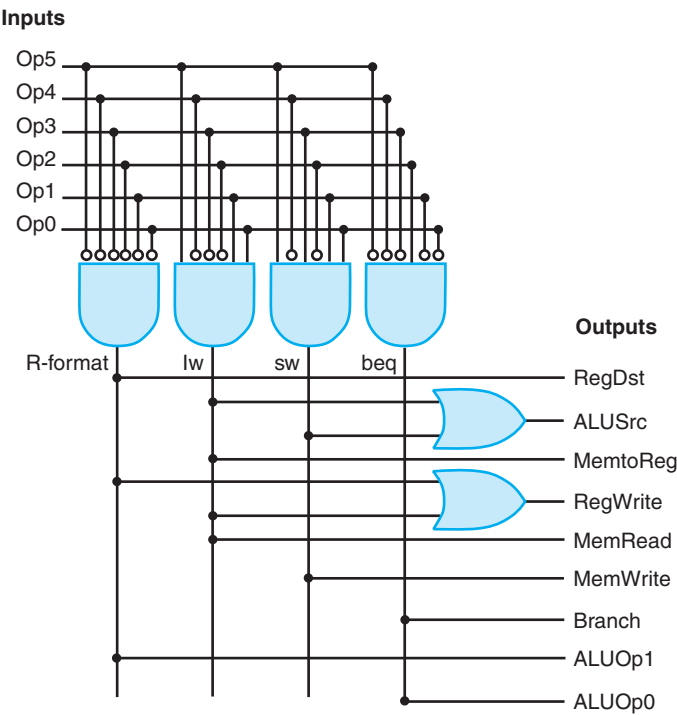 Inputs
Op5
Op4
Op3
Op2
Op1
Op0
Outputs
R-format lw sw beq
RegDst
ALUSrc
MemtoReg
RegWrite
MemRead
MemWrite
Branch
ALUOp1
ALUOp0